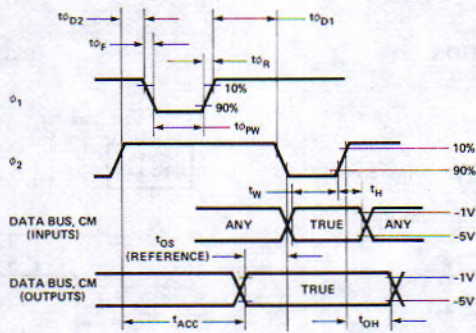 tφD2
tφD1
tφF
tφR
φ1
10%
90%
tφPW
φ2
10%
90%
tW
tH
DATA BUS, CM
(INPUTS)
ANY
TRUE
ANY
-1V
-5V
tOS
(REFERENCE)
DATA BUS, CM
(OUTPUTS)
TRUE
-1V
-5V
tACC
tOH